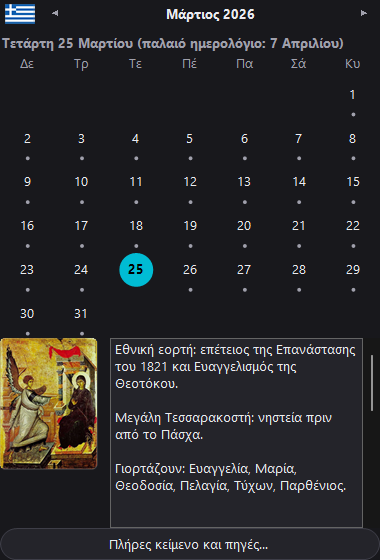 Μάρτιος 2026
Τετάρτη 25 Μαρτίου (παλαιό ημερολόγιο: 7 Απριλίου)
Δε Τρ Τε Πέ Πα Σά Κυ
1
2 3 4 5 6 7 8
9 10 11 12 13 14 15
16 17 18 19 20 21 22
23 24 25 26 27 28 29
30 31
Εθνική εορτή: επέτειος της Επανάστασης
του 1821 και Ευαγγελισμός της
Θεοτόκου.
Μεγάλη Τεσσαρακοστή: νηστεία πριν
από το Πάσχα.
Γιορτάζουν: Ευαγγελία, Μαρία,
Θεοδοσία, Πελαγία, Τύχων, Παρθένιος.
Πλήρες κείμενο και πηγές...